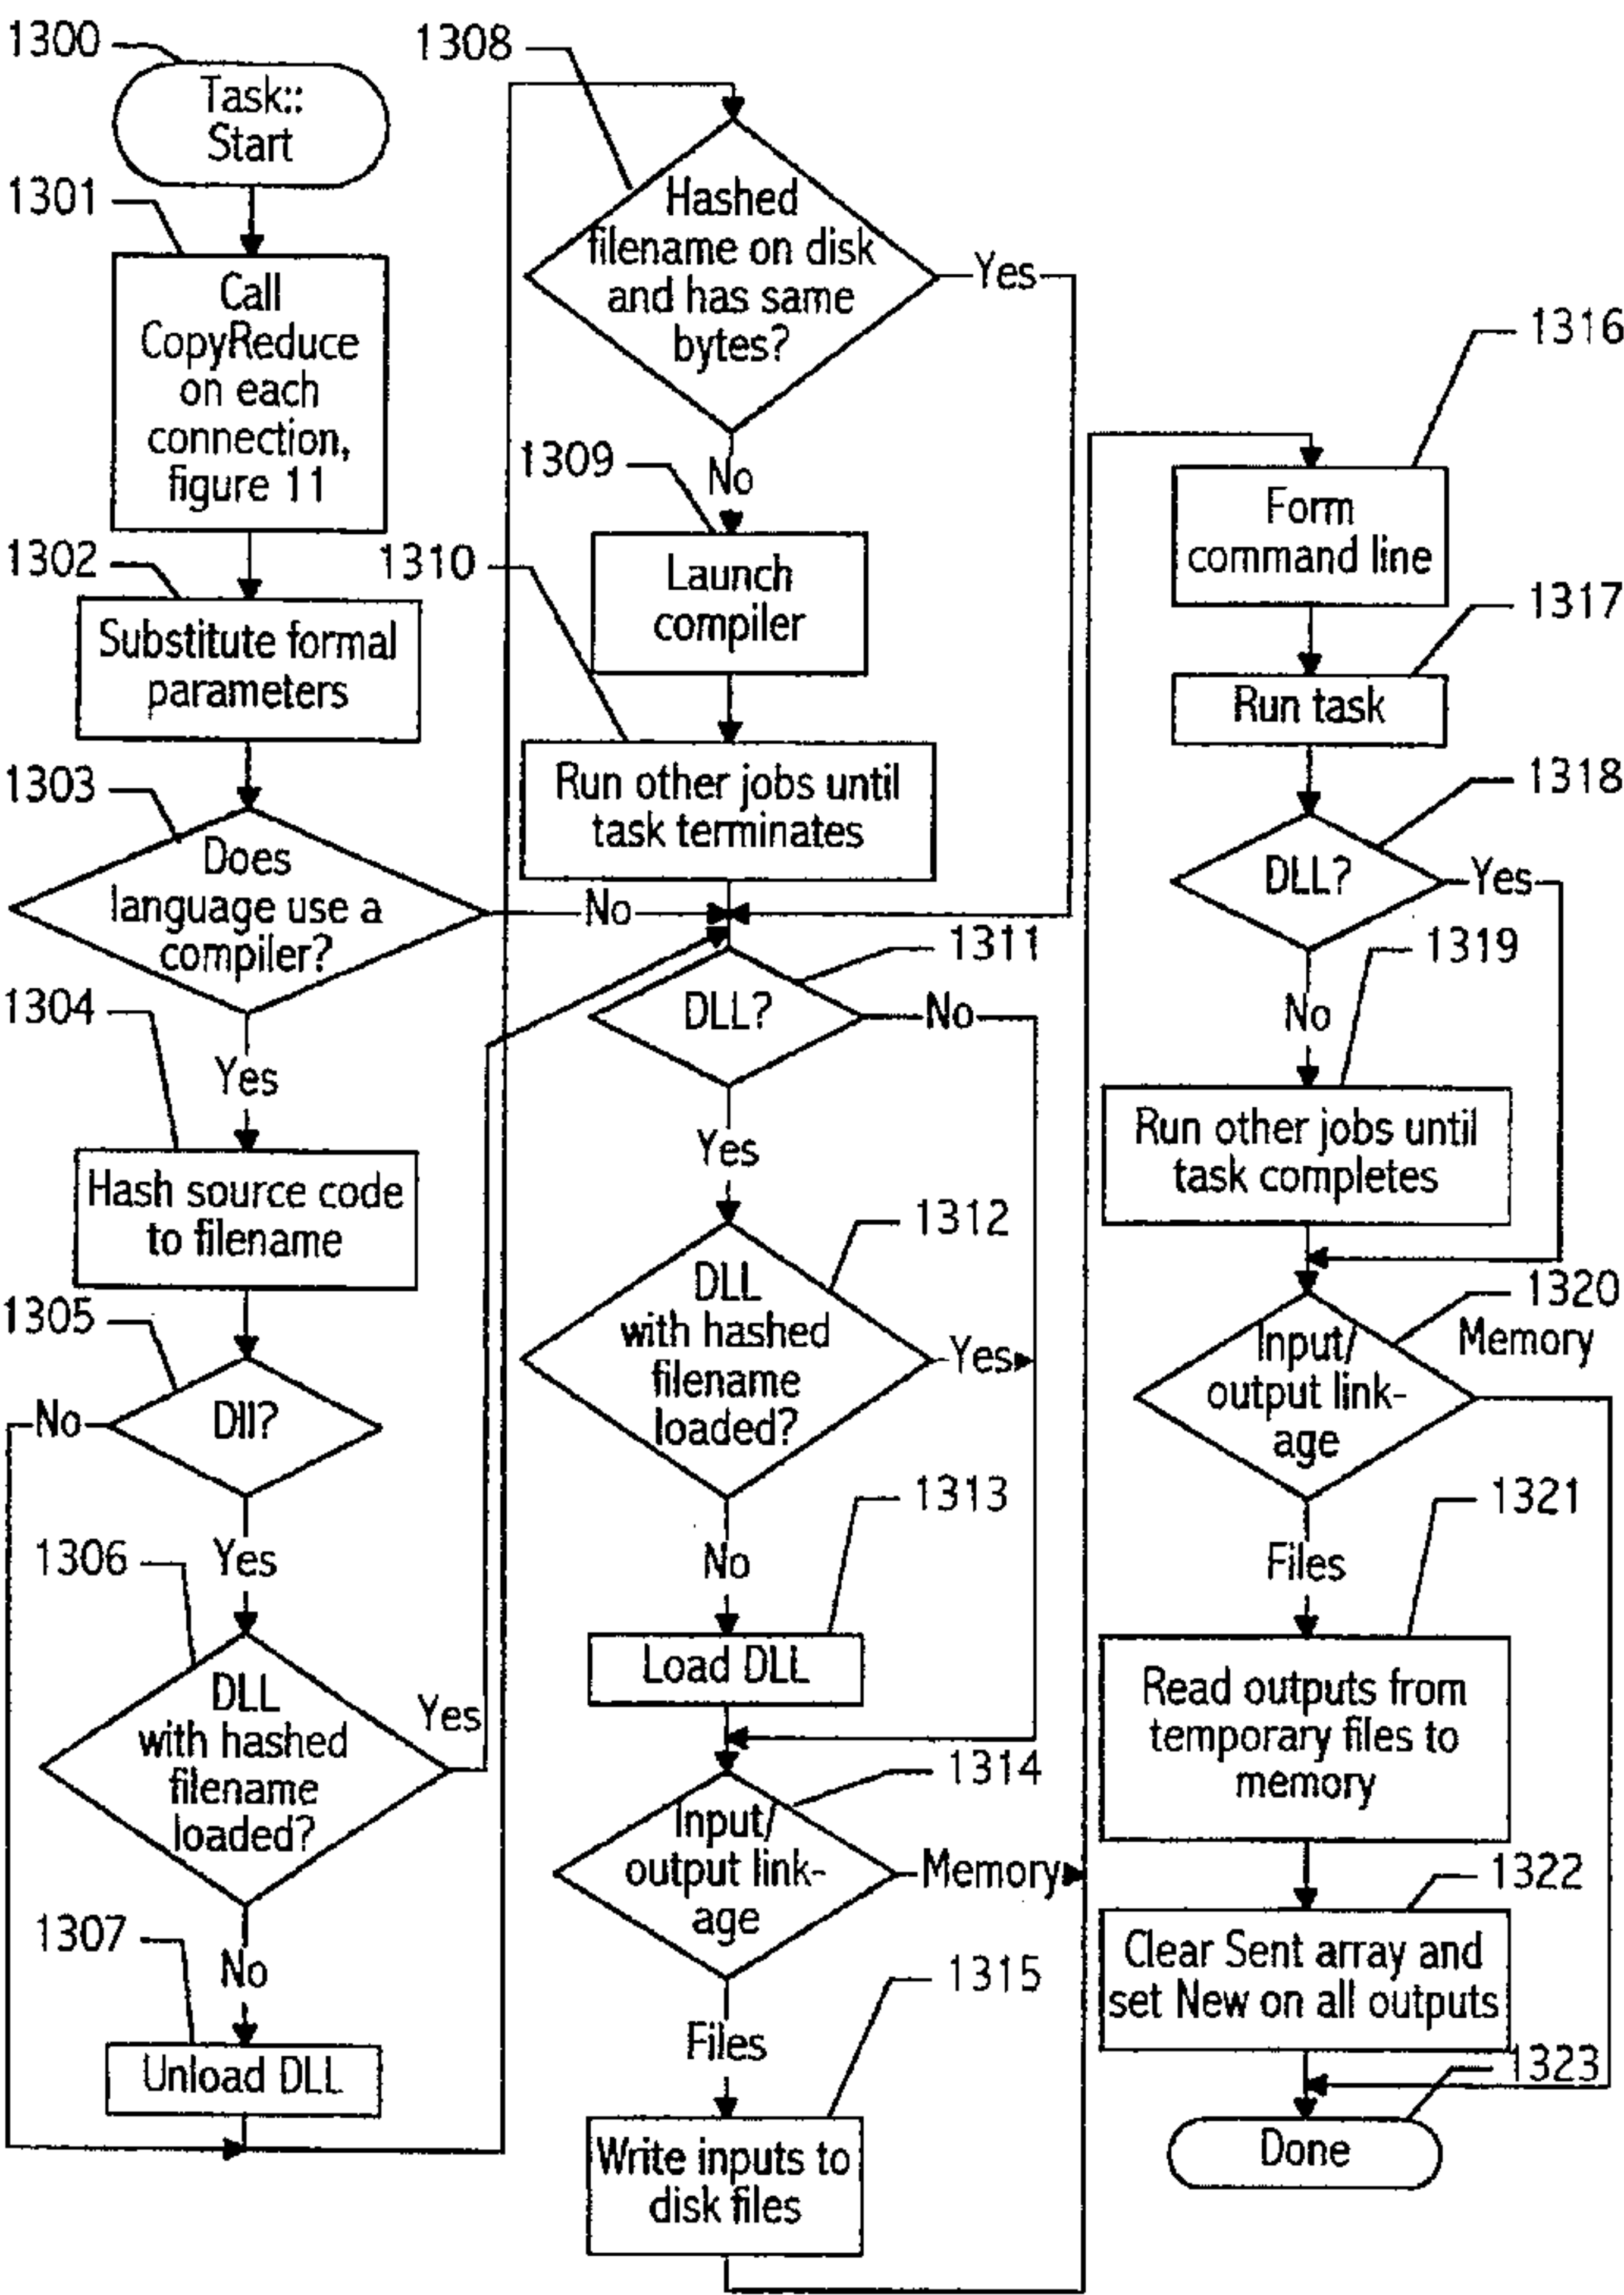 1300
Task::
Start
1301
Call
CopyReduce
on each
connection,
figure 11
1302
Substitute formal
parameters
1303
Does
language use a
compiler?
No
Yes
1304
Hash source code
to filename
1305
Dll?
No
Yes
1306
DLL
with hashed
filename
loaded?
Yes
No
1307
Unload DLL
1308
Hashed
filename on disk
and has same
bytes?
Yes
No
1309
Launch
compiler
1310
Run other jobs until
task terminates
1311
DLL?
No
Yes
1312
DLL
with hashed
filename
loaded?
Yes
No
1313
Load DLL
1314
Input/
output link-
age
Memory
Files
1315
Write inputs to
disk files
1316
Form
command line
1317
Run task
1318
DLL?
Yes
No
1319
Run other jobs until
task completes
1320
Memory
Input/
output link-
age
Files
1321
Read outputs from
temporary files to
memory
1322
Clear Sent array and
set New on all outputs
1323
Done